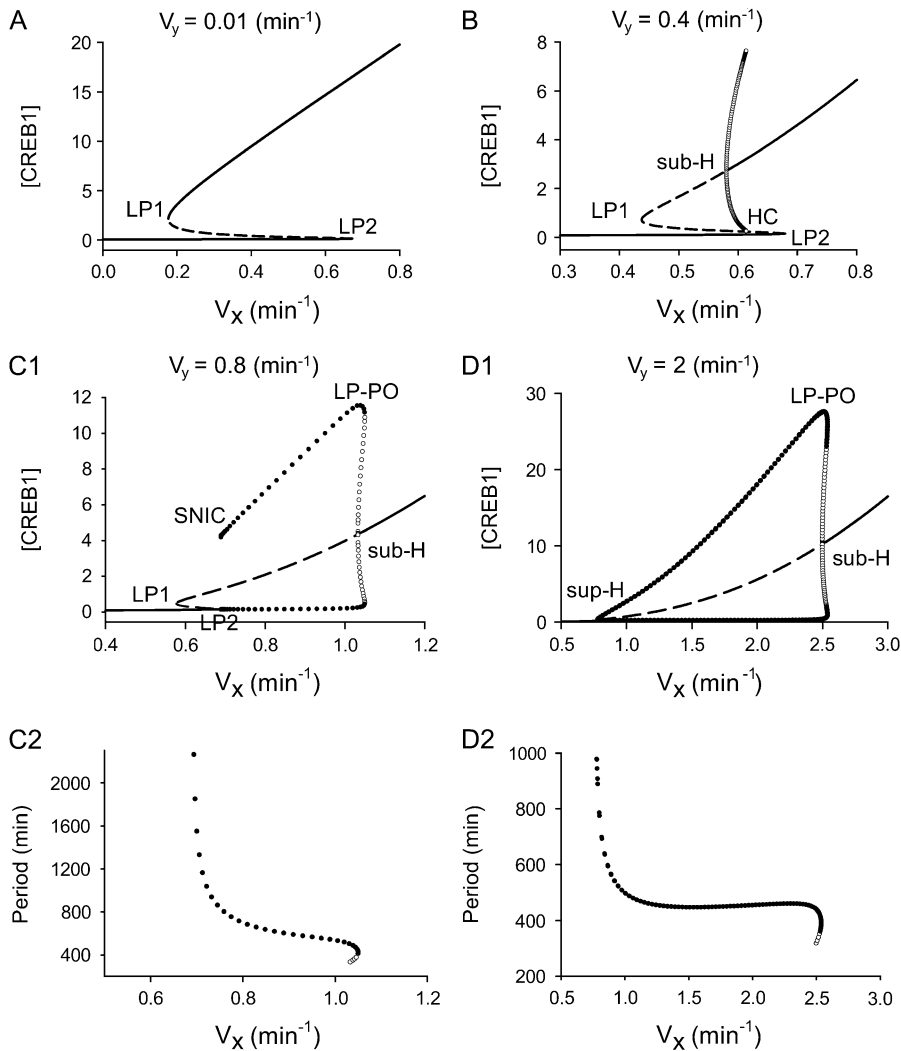 A
V_y = 0.01 (min⁻¹)
[CREB1]
20
15
10
5
0
LP1
LP2
0.0 0.2 0.4 0.6 0.8
V_X (min⁻¹)
B
V_y = 0.4 (min⁻¹)
[CREB1]
8
6
4
2
0
sub-H
LP1
HC
LP2
0.3 0.4 0.5 0.6 0.7 0.8
V_X (min⁻¹)
C1
V_y = 0.8 (min⁻¹)
[CREB1]
12
10
8
6
4
2
0
LP-PO
SNIC
sub-H
LP1
LP2
0.4 0.6 0.8 1.0 1.2
V_X (min⁻¹)
D1
V_y = 2 (min⁻¹)
[CREB1]
30
20
10
0
LP-PO
sub-H
sup-H
0.5 1.0 1.5 2.0 2.5 3.0
V_X (min⁻¹)
C2
Period (min)
2000
1600
1200
800
400
0.6 0.8 1.0 1.2
V_X (min⁻¹)
D2
Period (min)
1000
800
600
400
200
0.5 1.0 1.5 2.0 2.5 3.0
V_X (min⁻¹)